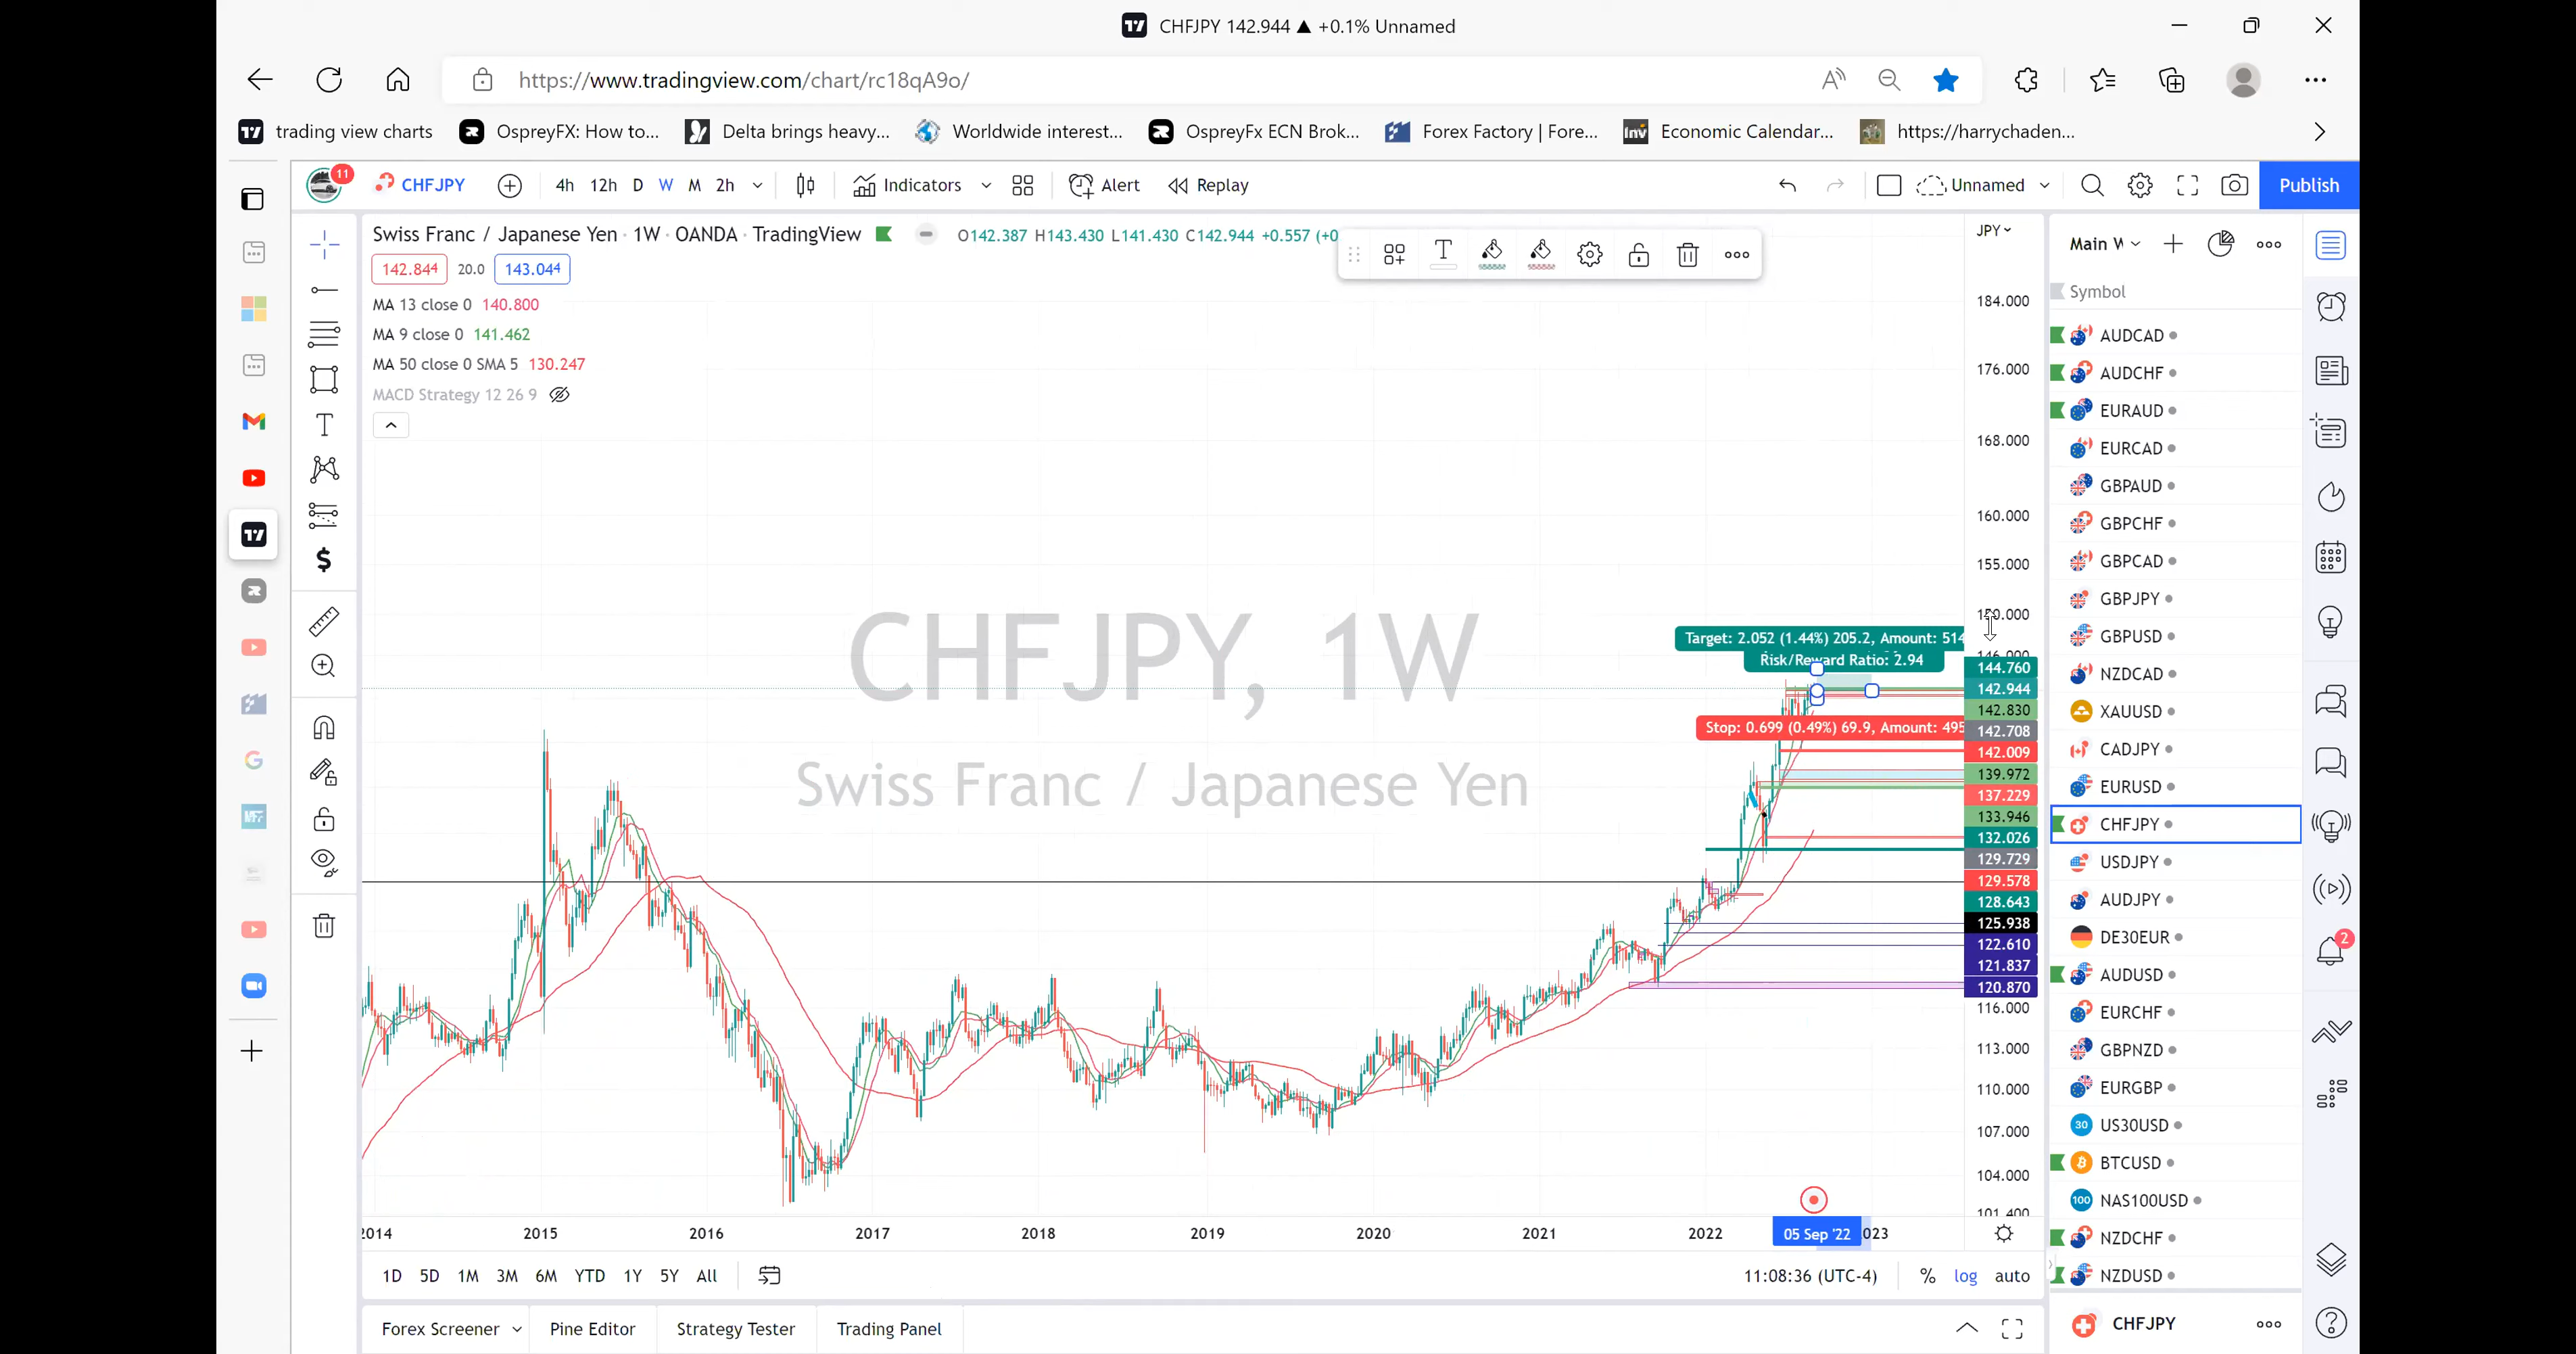 CHFJPY 142.944 ▲ +0.1% Unnamed
https://www.tradingview.com/chart/rc18qA9o/
trading view charts OspreyFX: How to... Delta brings heavy... Worldwide interest... OspreyFx ECN Brok... Forex Factory | Fore... Economic Calendar... https://harrychaden...
11 CHFJPY 4h 12h D W M 2h Indicators Alert Replay Unnamed Publish
Swiss Franc / Japanese Yen · 1W · OANDA · TradingView O142.387 H143.430 L141.430 C142.944 +0.557 (+0
142.844 20.0 143.044
MA 13 close 0 140.800
MA 9 close 0 141.462
MA 50 close 0 SMA 5 130.247
MACD Strategy 12 26 9
CHFJPY, 1W
Swiss Franc / Japanese Yen
Target: 2.052 (1.44%) 205.2, Amount: 514
Risk/Reward Ratio: 2.94
Stop: 0.699 (0.49%) 69.9, Amount: 495
JPY
184.000
176.000
168.000
160.000
155.000
144.760
142.944
142.830
142.708
142.009
139.972
137.229
133.946
132.026
129.729
129.578
128.643
125.938
122.610
121.837
120.870
116.000
113.000
110.000
107.000
104.000
2014 2015 2016 2017 2018 2019 2020 2021 2022 05 Sep '22 023
1D 5D 1M 3M 6M YTD 1Y 5Y All 11:08:36 (UTC-4) % log auto
Forex Screener Pine Editor Strategy Tester Trading Panel
Main W
Symbol
AUDCAD
AUDCHF
EURAUD
EURCAD
GBPAUD
GBPCHF
GBPCAD
GBPJPY
GBPUSD
NZDCAD
XAUUSD
CADJPY
EURUSD
CHFJPY
USDJPY
AUDJPY
DE30EUR
AUDUSD
EURCHF
GBPNZD
EURGBP
30 US30USD
BTCUSD
100 NAS100USD
NZDCHF
NZDUSD
CHFJPY
2